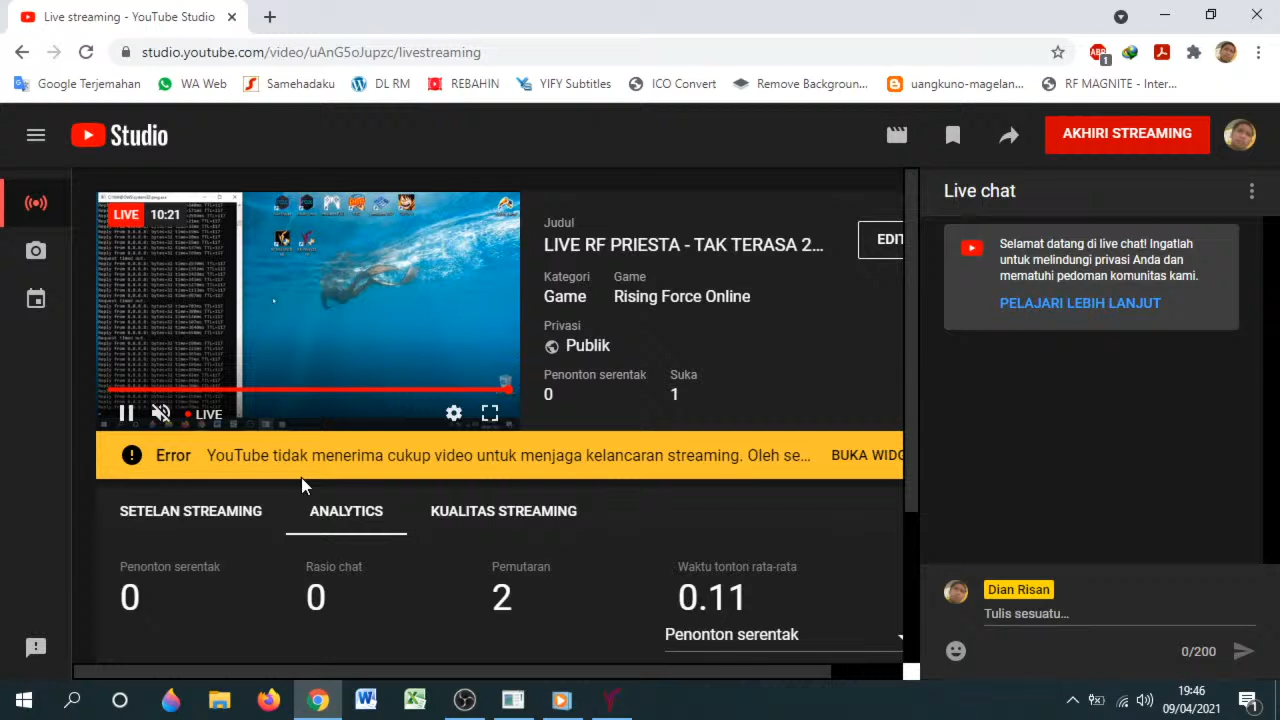 Live streaming - YouTube Studio
studio.youtube.com/video/uAnG5oJupzc/livestreaming
ABP
1
Google Terjemahan
WA Web
Samehadaku
DL RM
REBAHIN
YIFY Subtitles
ICO Convert
Remove Backgroun...
uangkuno-magelan...
RF MAGNITE - Inter...
Studio
AKHIRI STREAMING
LIVE 10:21
LIVE
Judul
LIVE RF PRIESTA - TAK TERASA 2...
EDIT
Kategori Game
Game Rising Force Online
Privasi
Publik
Penonton serentak Suka
0 1
Error YouTube tidak menerima cukup video untuk menjaga kelancaran streaming. Oleh se... BUKA WIDG
SETELAN STREAMING ANALYTICS KUALITAS STREAMING
Penonton serentak Rasio chat Pemutaran Waktu tonton rata-rata
0 0 2 0.11
Penonton serentak
Live chat
Selamat datang di live chat! Ingatlah
untuk melindungi privasi Anda dan
mematuhi pedoman komunitas kami.
PELAJARI LEBIH LANJUT
Dian Risan
Tulis sesuatu...
0/200
19:46
09/04/2021
1